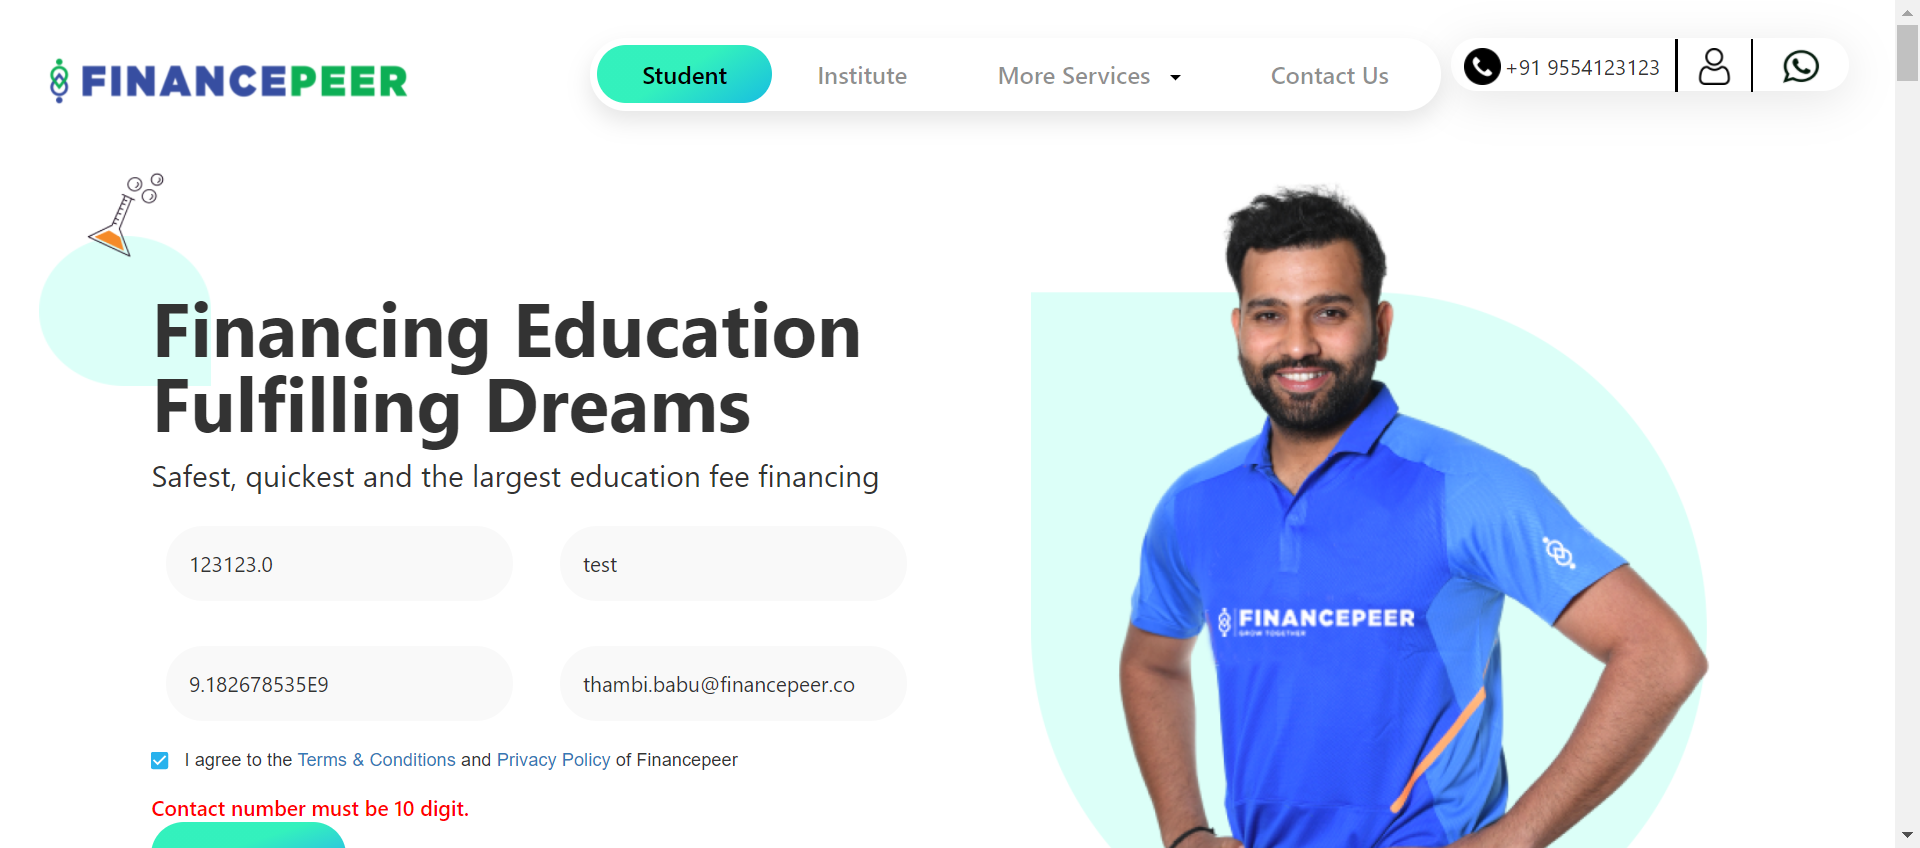 FINANCEPEER
Student
Institute
More Services
Contact Us
+91 9554123123
Financing Education
Fulfilling Dreams
Safest, quickest and the largest education fee financing
123123.0
test
9.182678535E9
thambi.babu@financepeer.co
I agree to the Terms & Conditions and Privacy Policy of Financepeer
Contact number must be 10 digit.
FINANCEPEER
GROW TOGETHER